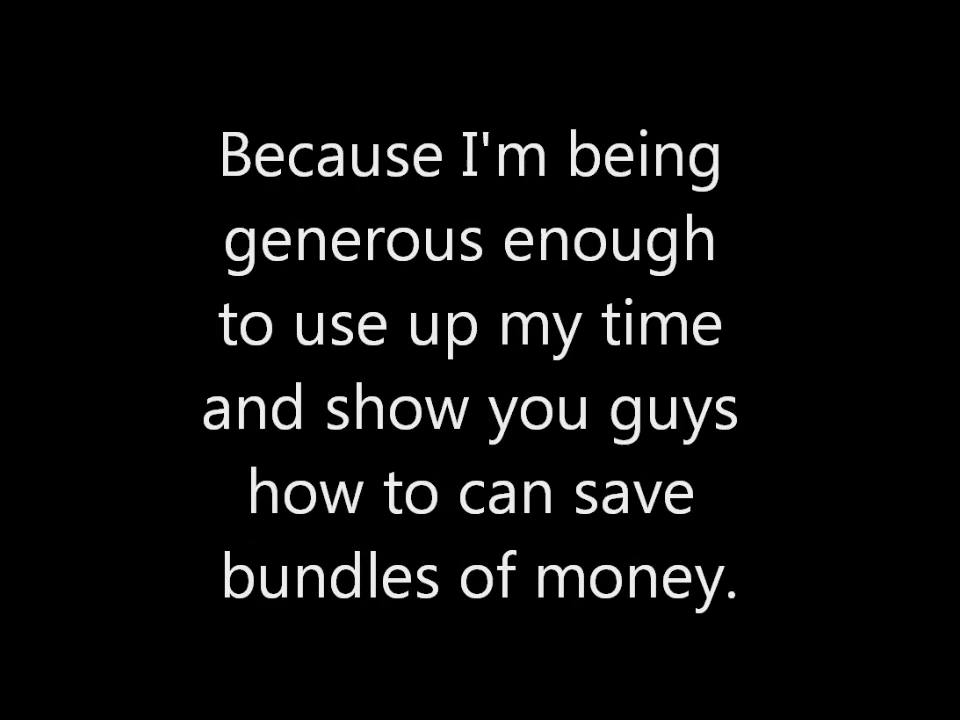 Because I'm being
generous enough
to use up my time
and show you guys
how to can save
bundles of money.